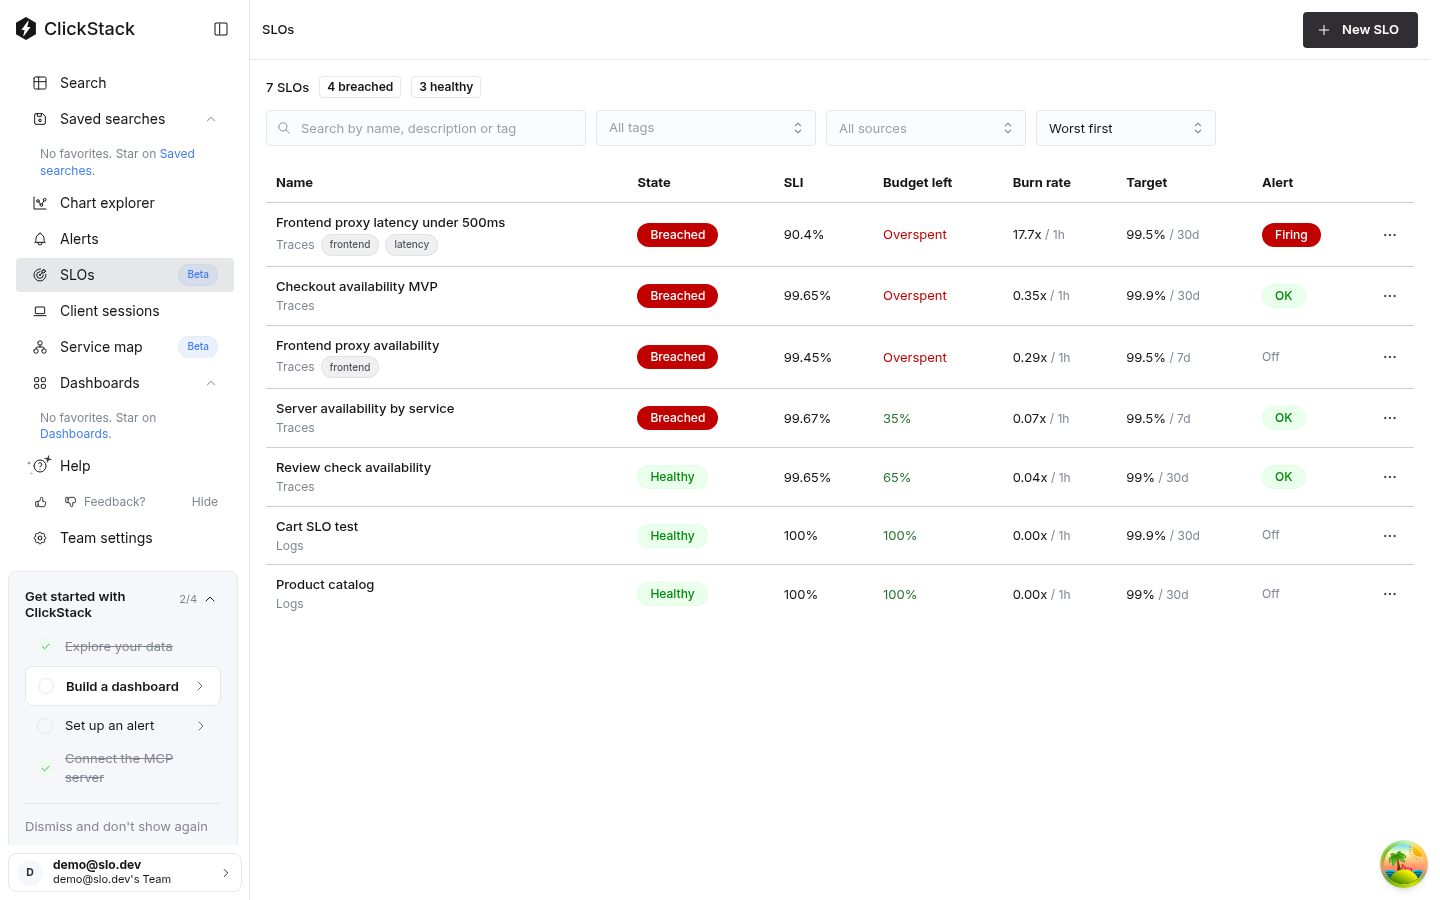 ClickStack
SLOs
New SLO
Search
Saved searches
No favorites. Star on Saved
searches.
Chart explorer
Alerts
SLOs
Beta
Client sessions
Service map
Beta
Dashboards
No favorites. Star on
Dashboards.
Help
Feedback?
Hide
Team settings
Get started with
ClickStack
2/4
Explore your data
Build a dashboard
Set up an alert
Connect the MCP
server
Dismiss and don't show again
D
demo@slo.dev
demo@slo.dev's Team
7 SLOs
4 breached
3 healthy
Search by name, description or tag
All tags
All sources
Worst first
Name State SLI Budget left Burn rate Target Alert
Frontend proxy latency under 500ms
Traces frontend latency
Breached 90.4% Overspent 17.7x / 1h 99.5% / 30d Firing
Checkout availability MVP
Traces
Breached 99.65% Overspent 0.35x / 1h 99.9% / 30d OK
Frontend proxy availability
Traces frontend
Breached 99.45% Overspent 0.29x / 1h 99.5% / 7d Off
Server availability by service
Traces
Breached 99.67% 35% 0.07x / 1h 99.5% / 7d OK
Review check availability
Traces
Healthy 99.65% 65% 0.04x / 1h 99% / 30d OK
Cart SLO test
Logs
Healthy 100% 100% 0.00x / 1h 99.9% / 30d Off
Product catalog
Logs
Healthy 100% 100% 0.00x / 1h 99% / 30d Off